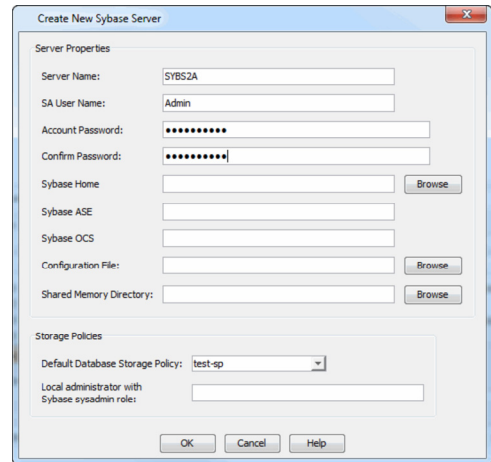 Create New Sybase Server
Server Properties
Server Name: SYBS2A
SA User Name: Admin
Account Password: ●●●●●●●●●●
Confirm Password: ●●●●●●●●●●
Sybase Home Browse
Sybase ASE
Sybase OCS
Configuration File: Browse
Shared Memory Directory: Browse
Storage Policies
Default Database Storage Policy: test-sp
Local administrator with
Sybase sysadmin role:
OK Cancel Help